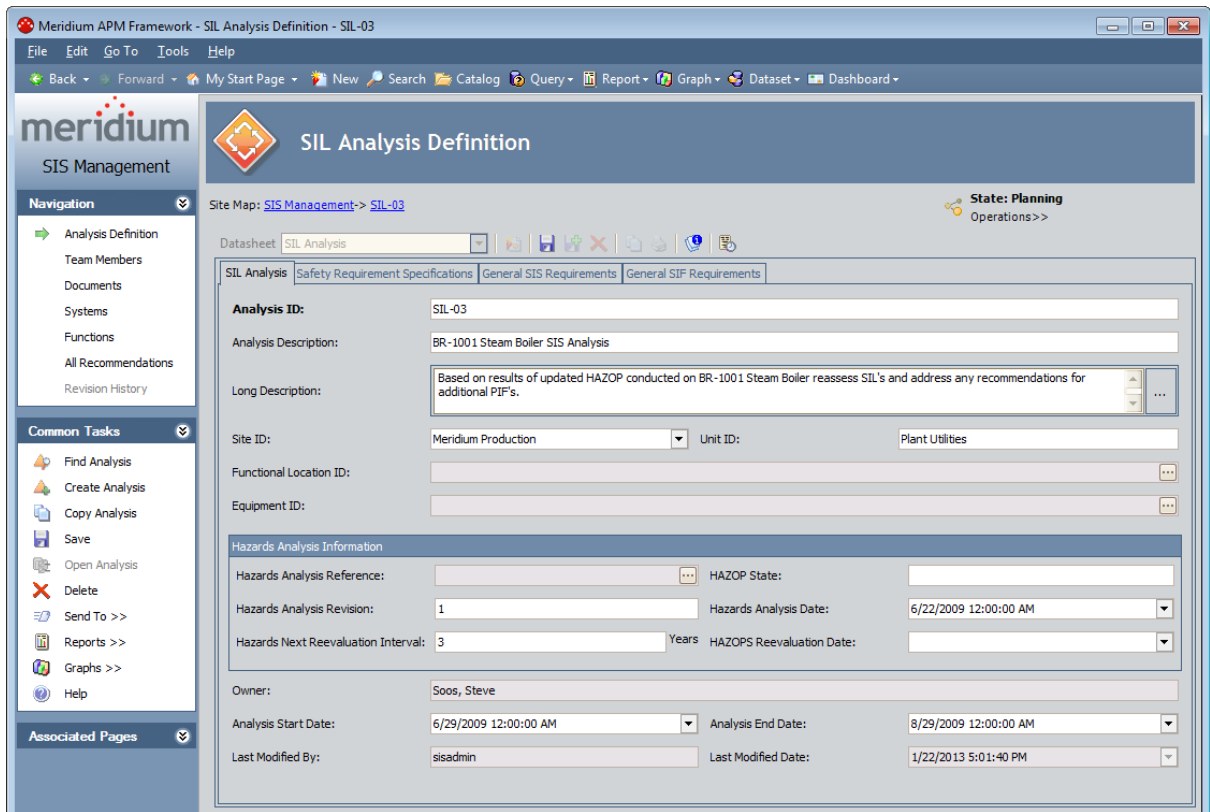 Meridium APM Framework - SIL Analysis Definition - SIL-03
File Edit Go To Tools Help
Back Forward My Start Page New Search Catalog Query Report Graph Dataset Dashboard
meridium
SIS Management
SIL Analysis Definition
Navigation
Analysis Definition
Team Members
Documents
Systems
Functions
All Recommendations
Revision History
Common Tasks
Find Analysis
Create Analysis
Copy Analysis
Save
Open Analysis
Delete
Send To >>
Reports >>
Graphs >>
Help
Associated Pages
Site Map: SIS Management-> SIL-03
State: Planning
Operations>>
Datasheet SIL Analysis
SIL Analysis Safety Requirement Specifications General SIS Requirements General SIF Requirements
Analysis ID: SIL-03
Analysis Description: BR-1001 Steam Boiler SIS Analysis
Long Description: Based on results of updated HAZOP conducted on BR-1001 Steam Boiler reassess SIL's and address any recommendations for
additional PIF's.
...
Site ID: Meridium Production Unit ID: Plant Utilities
Functional Location ID: ...
Equipment ID: ...
Hazards Analysis Information
Hazards Analysis Reference: ... HAZOP State:
Hazards Analysis Revision: 1 Hazards Analysis Date: 6/22/2009 12:00:00 AM
Hazards Next Reevaluation Interval: 3 Years HAZOPS Reevaluation Date:
Owner: Soos, Steve
Analysis Start Date: 6/29/2009 12:00:00 AM Analysis End Date: 8/29/2009 12:00:00 AM
Last Modified By: sisadmin Last Modified Date: 1/22/2013 5:01:40 PM